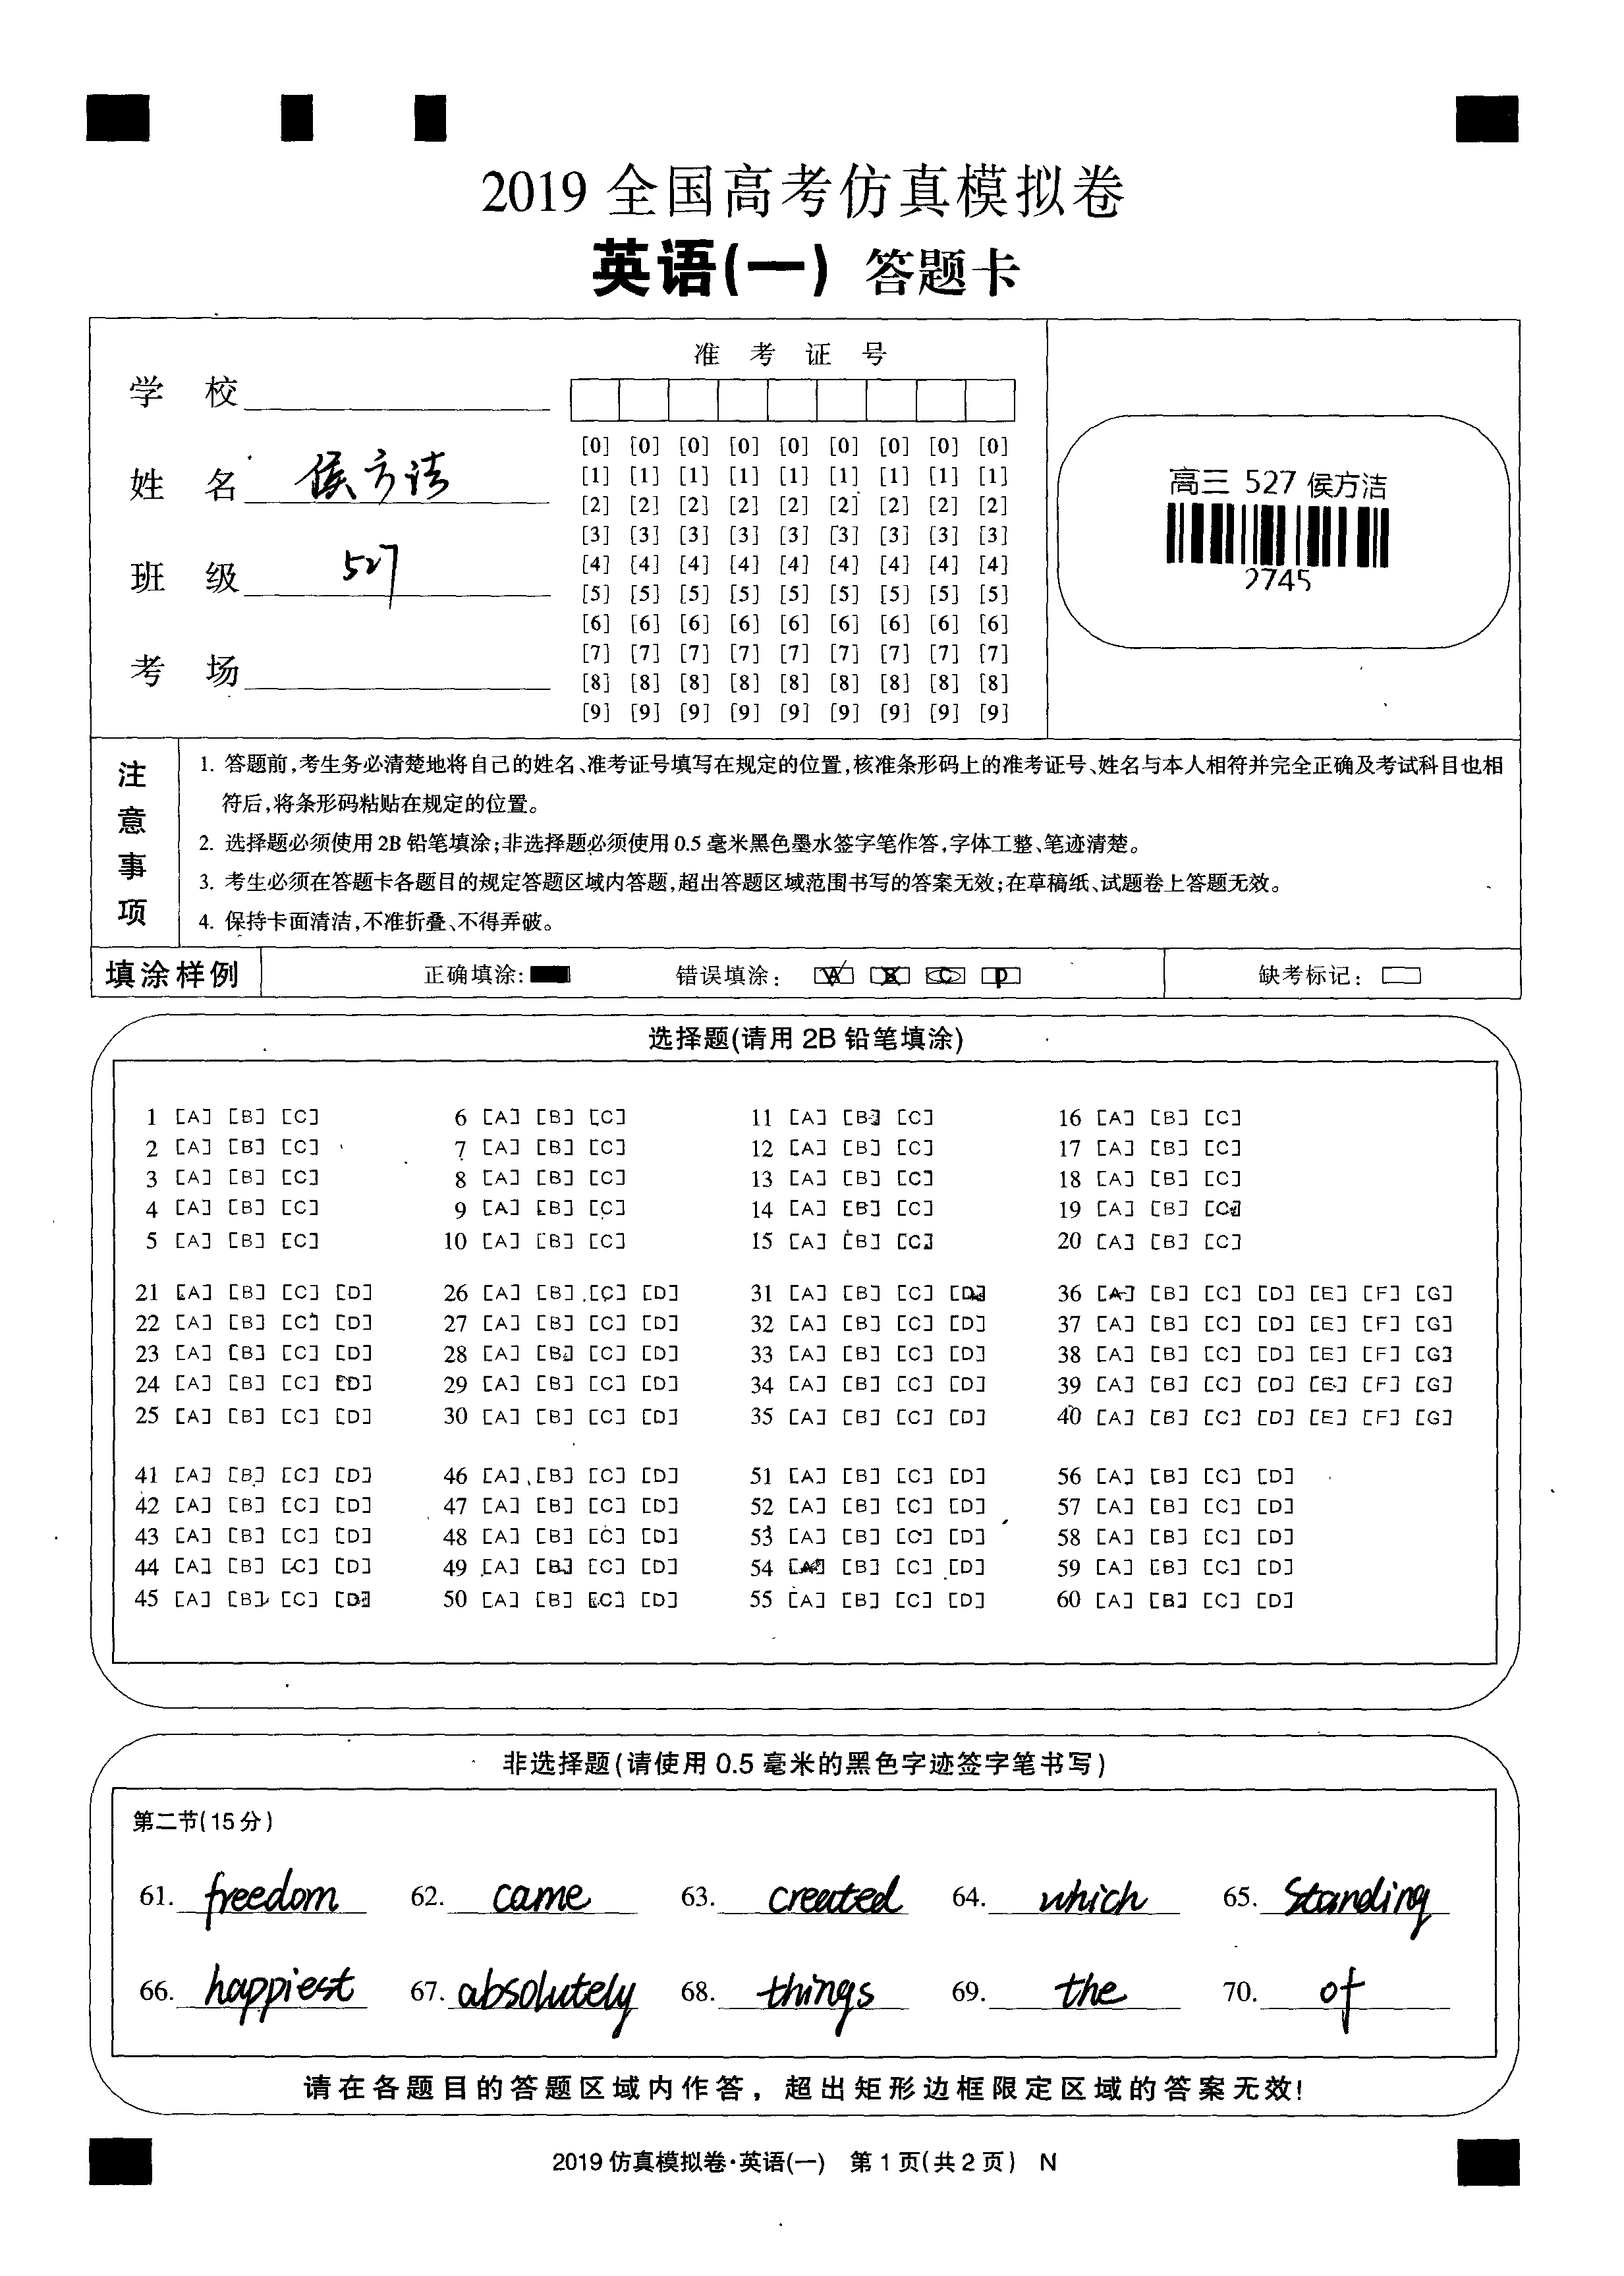 2019 全国高考仿真模拟卷
英语(一) 答题卡
准 考 证 号
学 校
姓 名 侯方洁
班 级 527
考 场
[0] [0] [0] [0] [0] [0] [0] [0] [0]
[1] [1] [1] [1] [1] [1] [1] [1] [1]
[2] [2] [2] [2] [2] [2] [2] [2] [2]
[3] [3] [3] [3] [3] [3] [3] [3] [3]
[4] [4] [4] [4] [4] [4] [4] [4] [4]
[5] [5] [5] [5] [5] [5] [5] [5] [5]
[6] [6] [6] [6] [6] [6] [6] [6] [6]
[7] [7] [7] [7] [7] [7] [7] [7] [7]
[8] [8] [8] [8] [8] [8] [8] [8] [8]
[9] [9] [9] [9] [9] [9] [9] [9] [9]
高三 527 侯方洁
2745
注意事项
1. 答题前,考生务必清楚地将自己的姓名、准考证号填写在规定的位置,核准条形码上的准考证号、姓名与本人相符并完全正确及考试科目也相
符后,将条形码粘贴在规定的位置。
2. 选择题必须使用2B铅笔填涂;非选择题必须使用0.5毫米黑色墨水签字笔作答,字体工整、笔迹清楚。
3. 考生必须在答题卡各题目的规定答题区域内答题,超出答题区域范围书写的答案无效;在草稿纸、试题卷上答题无效。
4. 保持卡面清洁,不准折叠、不得弄破。
填涂样例 正确填涂: 错误填涂: A B C D 缺考标记:
选择题(请用 2B 铅笔填涂)
1 [A] [B] [C] 6 [A] [B] [C] 11 [A] [B] [C] 16 [A] [B] [C]
2 [A] [B] [C] 7 [A] [B] [C] 12 [A] [B] [C] 17 [A] [B] [C]
3 [A] [B] [C] 8 [A] [B] [C] 13 [A] [B] [C] 18 [A] [B] [C]
4 [A] [B] [C] 9 [A] [B] [C] 14 [A] [B] [C] 19 [A] [B] [C]
5 [A] [B] [C] 10 [A] [B] [C] 15 [A] [B] [C] 20 [A] [B] [C]
21 [A] [B] [C] [D] 26 [A] [B] [C] [D] 31 [A] [B] [C] [D] 36 [A] [B] [C] [D] [E] [F] [G]
22 [A] [B] [C] [D] 27 [A] [B] [C] [D] 32 [A] [B] [C] [D] 37 [A] [B] [C] [D] [E] [F] [G]
23 [A] [B] [C] [D] 28 [A] [B] [C] [D] 33 [A] [B] [C] [D] 38 [A] [B] [C] [D] [E] [F] [G]
24 [A] [B] [C] [D] 29 [A] [B] [C] [D] 34 [A] [B] [C] [D] 39 [A] [B] [C] [D] [E] [F] [G]
25 [A] [B] [C] [D] 30 [A] [B] [C] [D] 35 [A] [B] [C] [D] 40 [A] [B] [C] [D] [E] [F] [G]
41 [A] [B] [C] [D] 46 [A] [B] [C] [D] 51 [A] [B] [C] [D] 56 [A] [B] [C] [D]
42 [A] [B] [C] [D] 47 [A] [B] [C] [D] 52 [A] [B] [C] [D] 57 [A] [B] [C] [D]
43 [A] [B] [C] [D] 48 [A] [B] [C] [D] 53 [A] [B] [C] [D] 58 [A] [B] [C] [D]
44 [A] [B] [C] [D] 49 [A] [B] [C] [D] 54 [A] [B] [C] [D] 59 [A] [B] [C] [D]
45 [A] [B] [C] [D] 50 [A] [B] [C] [D] 55 [A] [B] [C] [D] 60 [A] [B] [C] [D]
非选择题(请使用 0.5 毫米的黑色字迹签字笔书写)
第二节(15分)
61. freedom 62. came 63. created 64. which 65. Standing
66. happiest 67. absolutely 68. things 69. the 70. of
请在各题目的答题区域内作答，超出矩形边框限定区域的答案无效!
2019 仿真模拟卷·英语(一) 第 1 页(共 2 页) N